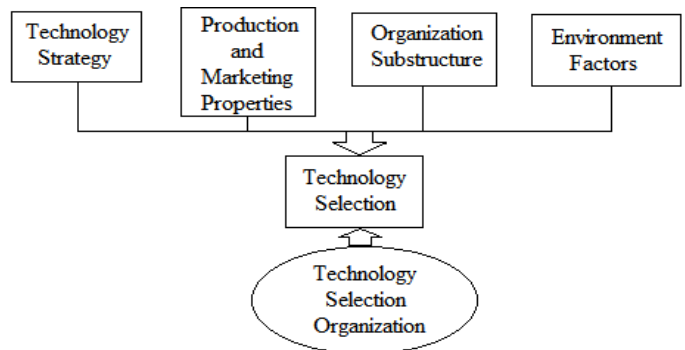 Technology
Strategy
Production
and
Marketing
Properties
Organization
Substructure
Environment
Factors
Technology
Selection
Technology
Selection
Organization